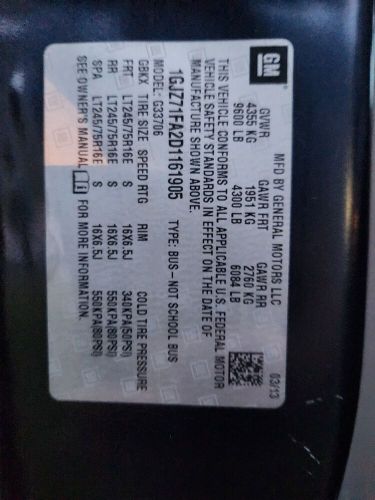 GM
MFD BY GENERAL MOTORS LLC 03/13
GVWR GAWR FRT GAWR RR
4355 KG 1951 KG 2760 KG
9600 LB 4300 LB 6084 LB
THIS VEHICLE CONFORMS TO ALL APPLICABLE U.S. FEDERAL MOTOR
VEHICLE SAFETY STANDARDS IN EFFECT ON THE DATE OF
MANUFACTURE SHOWN ABOVE.
1GJZ71FA2D1161905 TYPE: BUS-NOT SCHOOL BUS
MODEL: G33706
GBKX TIRE SIZE SPEED RTG RIM COLD TIRE PRESSURE
FRT LT245/75R16E S 16X6.5J 340KPA(50PSI)
RR LT245/75R16E S 16X6.5J 550KPA(80PSI)
SPA LT245/75R16E S 16X6.5J 550KPA(80PSI)
SEE OWNER'S MANUAL FOR MORE INFORMATION.